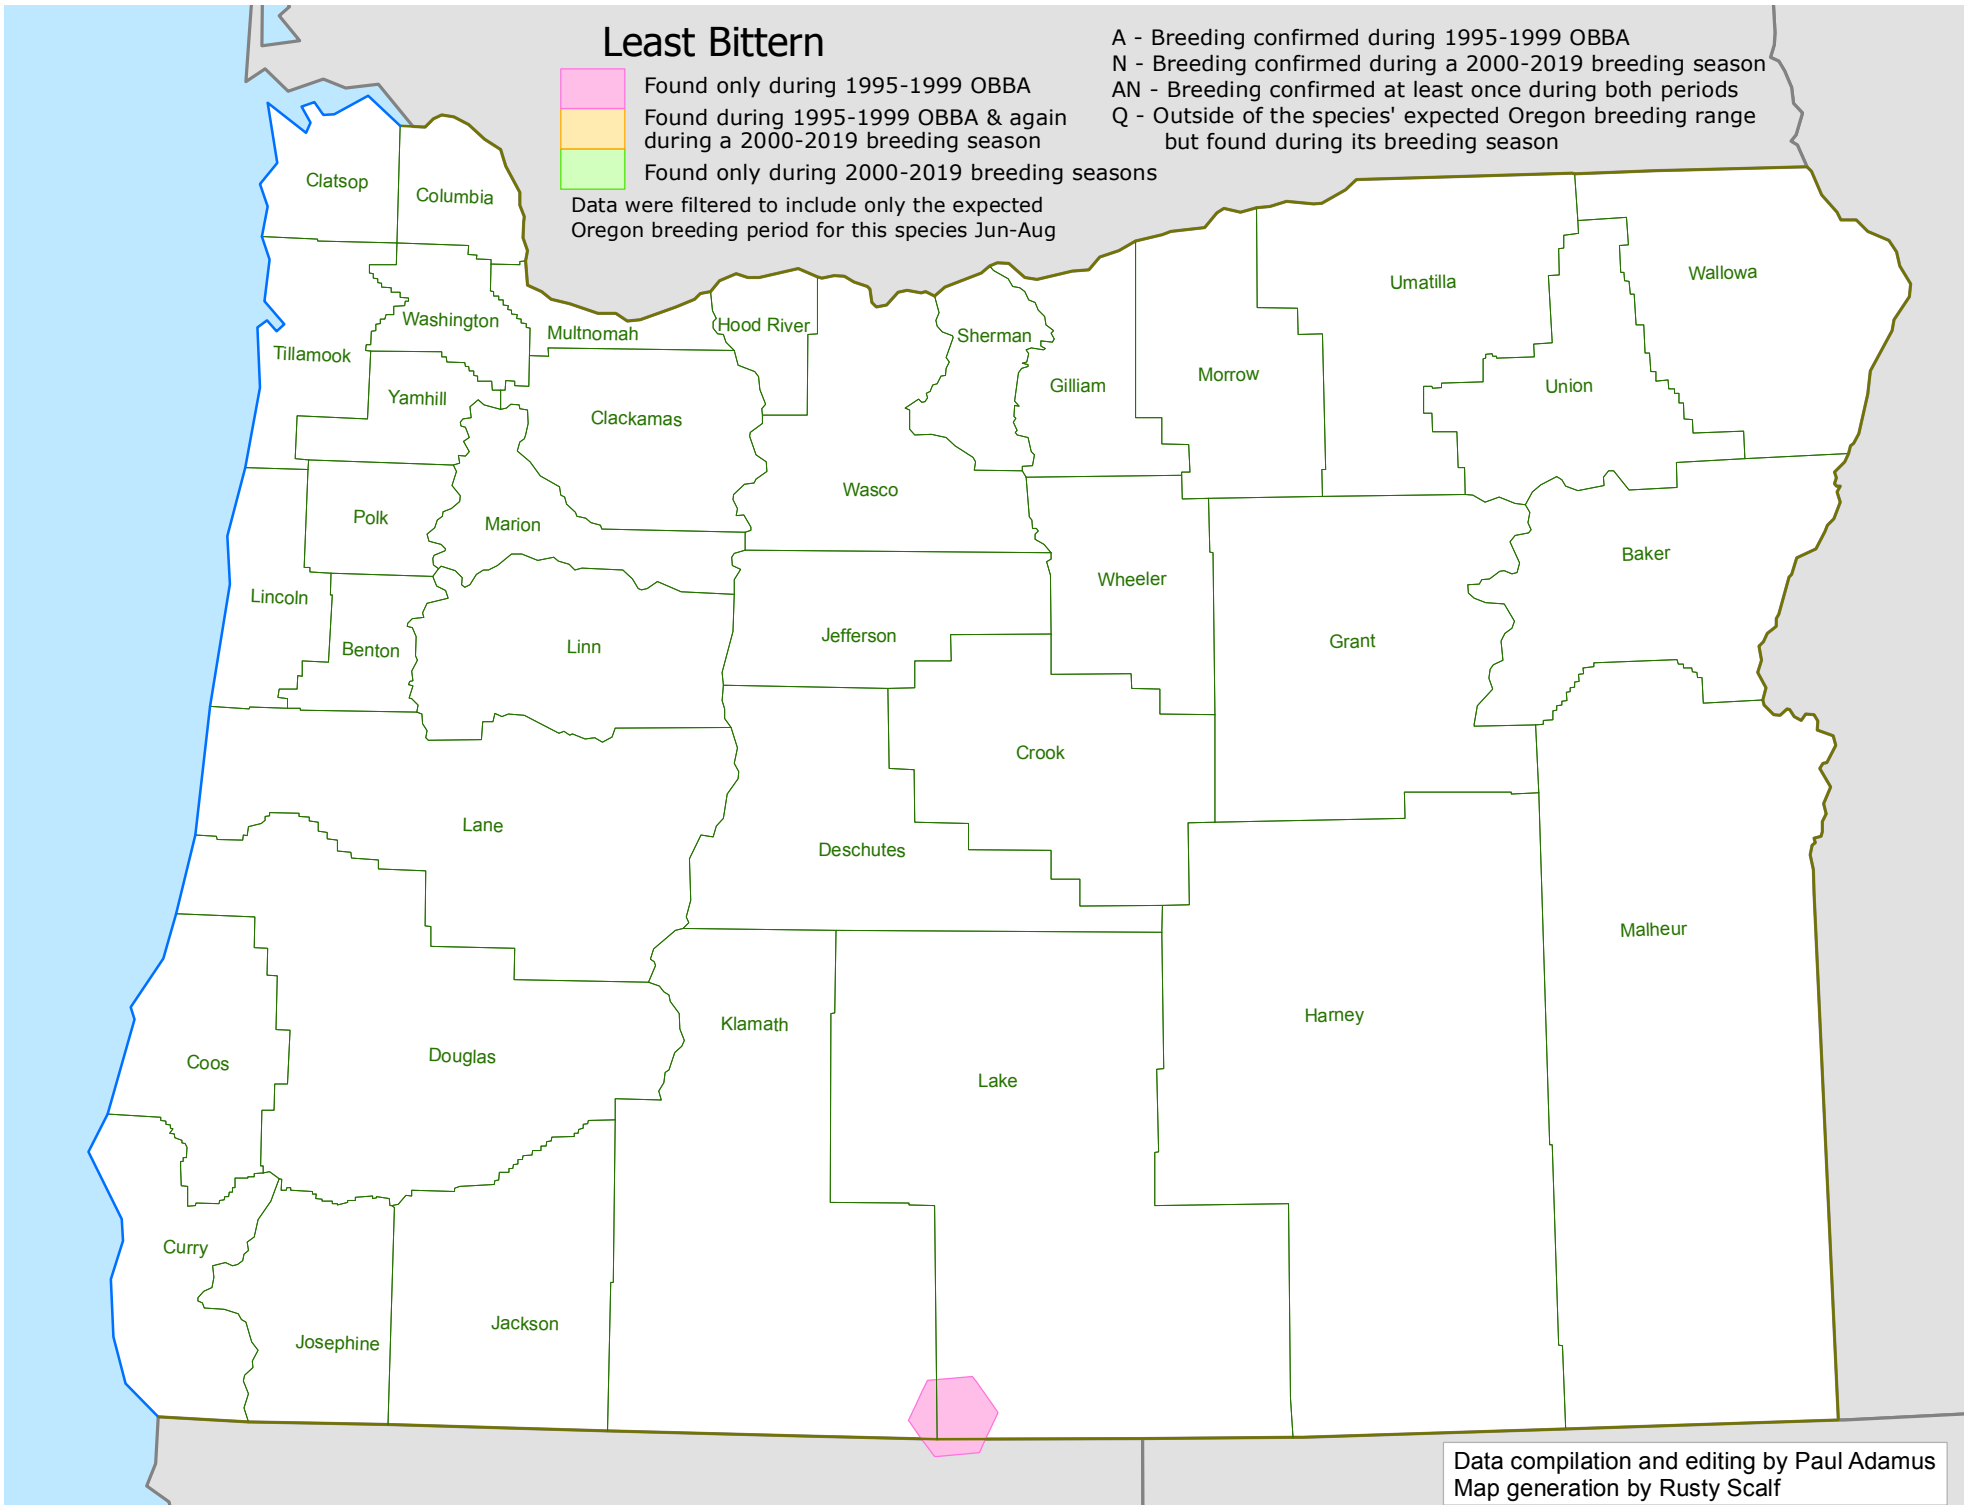 Least Bittern
Found only during 1995-1999 OBBA
Found during 1995-1999 OBBA & again
during a 2000-2019 breeding season
Found only during 2000-2019 breeding seasons
Data were filtered to include only the expected
Oregon breeding period for this species Jun-Aug
A - Breeding confirmed during 1995-1999 OBBA
N - Breeding confirmed during a 2000-2019 breeding season
AN - Breeding confirmed at least once during both periods
Q - Outside of the species' expected Oregon breeding range
but found during its breeding season
Clatsop
Columbia
Tillamook
Washington
Multnomah
Hood River
Sherman
Gilliam
Morrow
Umatilla
Union
Wallowa
Yamhill
Clackamas
Wasco
Polk
Marion
Wheeler
Baker
Lincoln
Benton
Linn
Jefferson
Grant
Crook
Lane
Deschutes
Malheur
Coos
Douglas
Klamath
Lake
Harney
Curry
Josephine
Jackson
Data compilation and editing by Paul Adamus
Map generation by Rusty Scalf